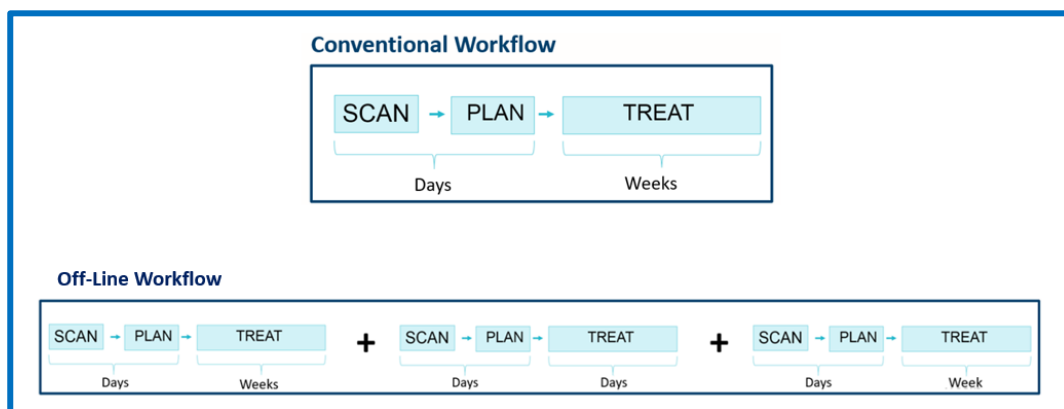 Conventional Workflow
SCAN PLAN TREAT
Days Weeks
Off-Line Workflow
SCAN PLAN TREAT + SCAN PLAN TREAT + SCAN PLAN TREAT
Days Weeks Days Days Days Week